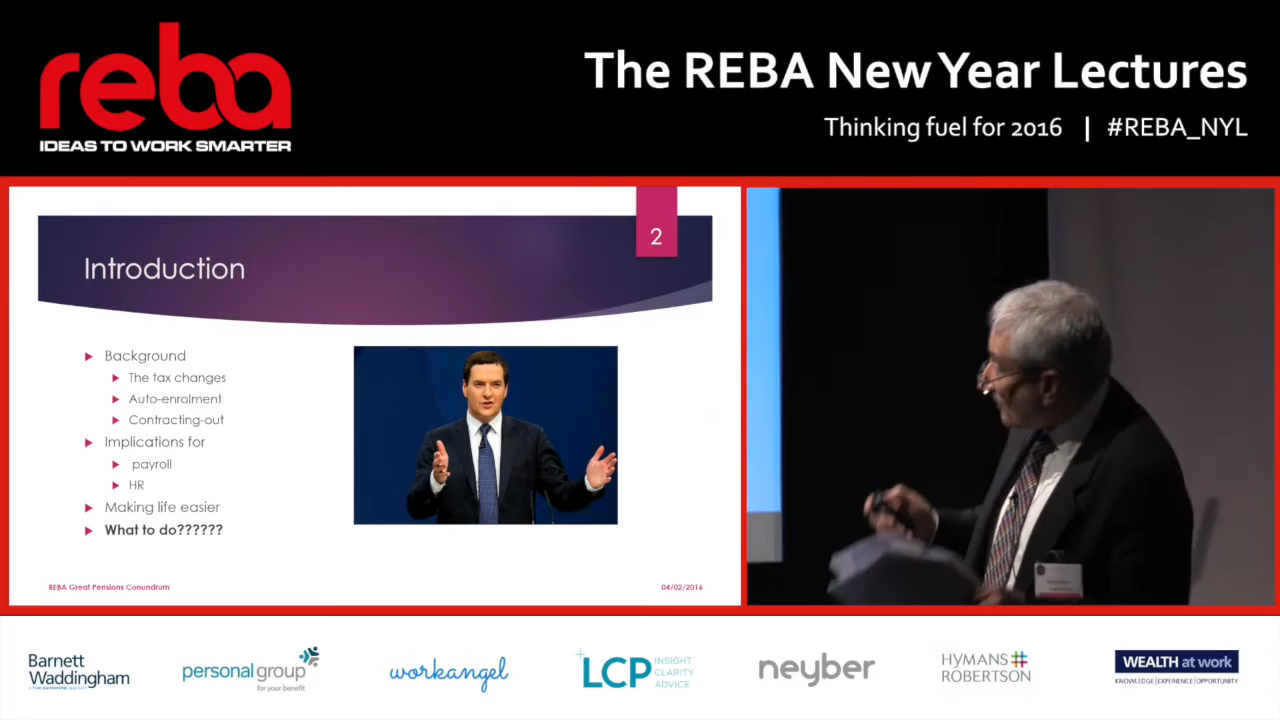 reba
IDEAS TO WORK SMARTER
The REBA New Year Lectures
Thinking fuel for 2016 | #REBA_NYL
2
Introduction
Background
The tax changes
Auto-enrolment
Contracting-out
Implications for
payroll
HR
Making life easier
What to do??????
REBA Great Pensions Conundrum
04/02/2016
Barnett
Waddingham
personal group
for your benefit
workangel
LCP INSIGHT
CLARITY
ADVICE
neyber
HYMANS
ROBERTSON
WEALTH at work
KNOWLEDGE|EXPERIENCE|OPPORTUNITY